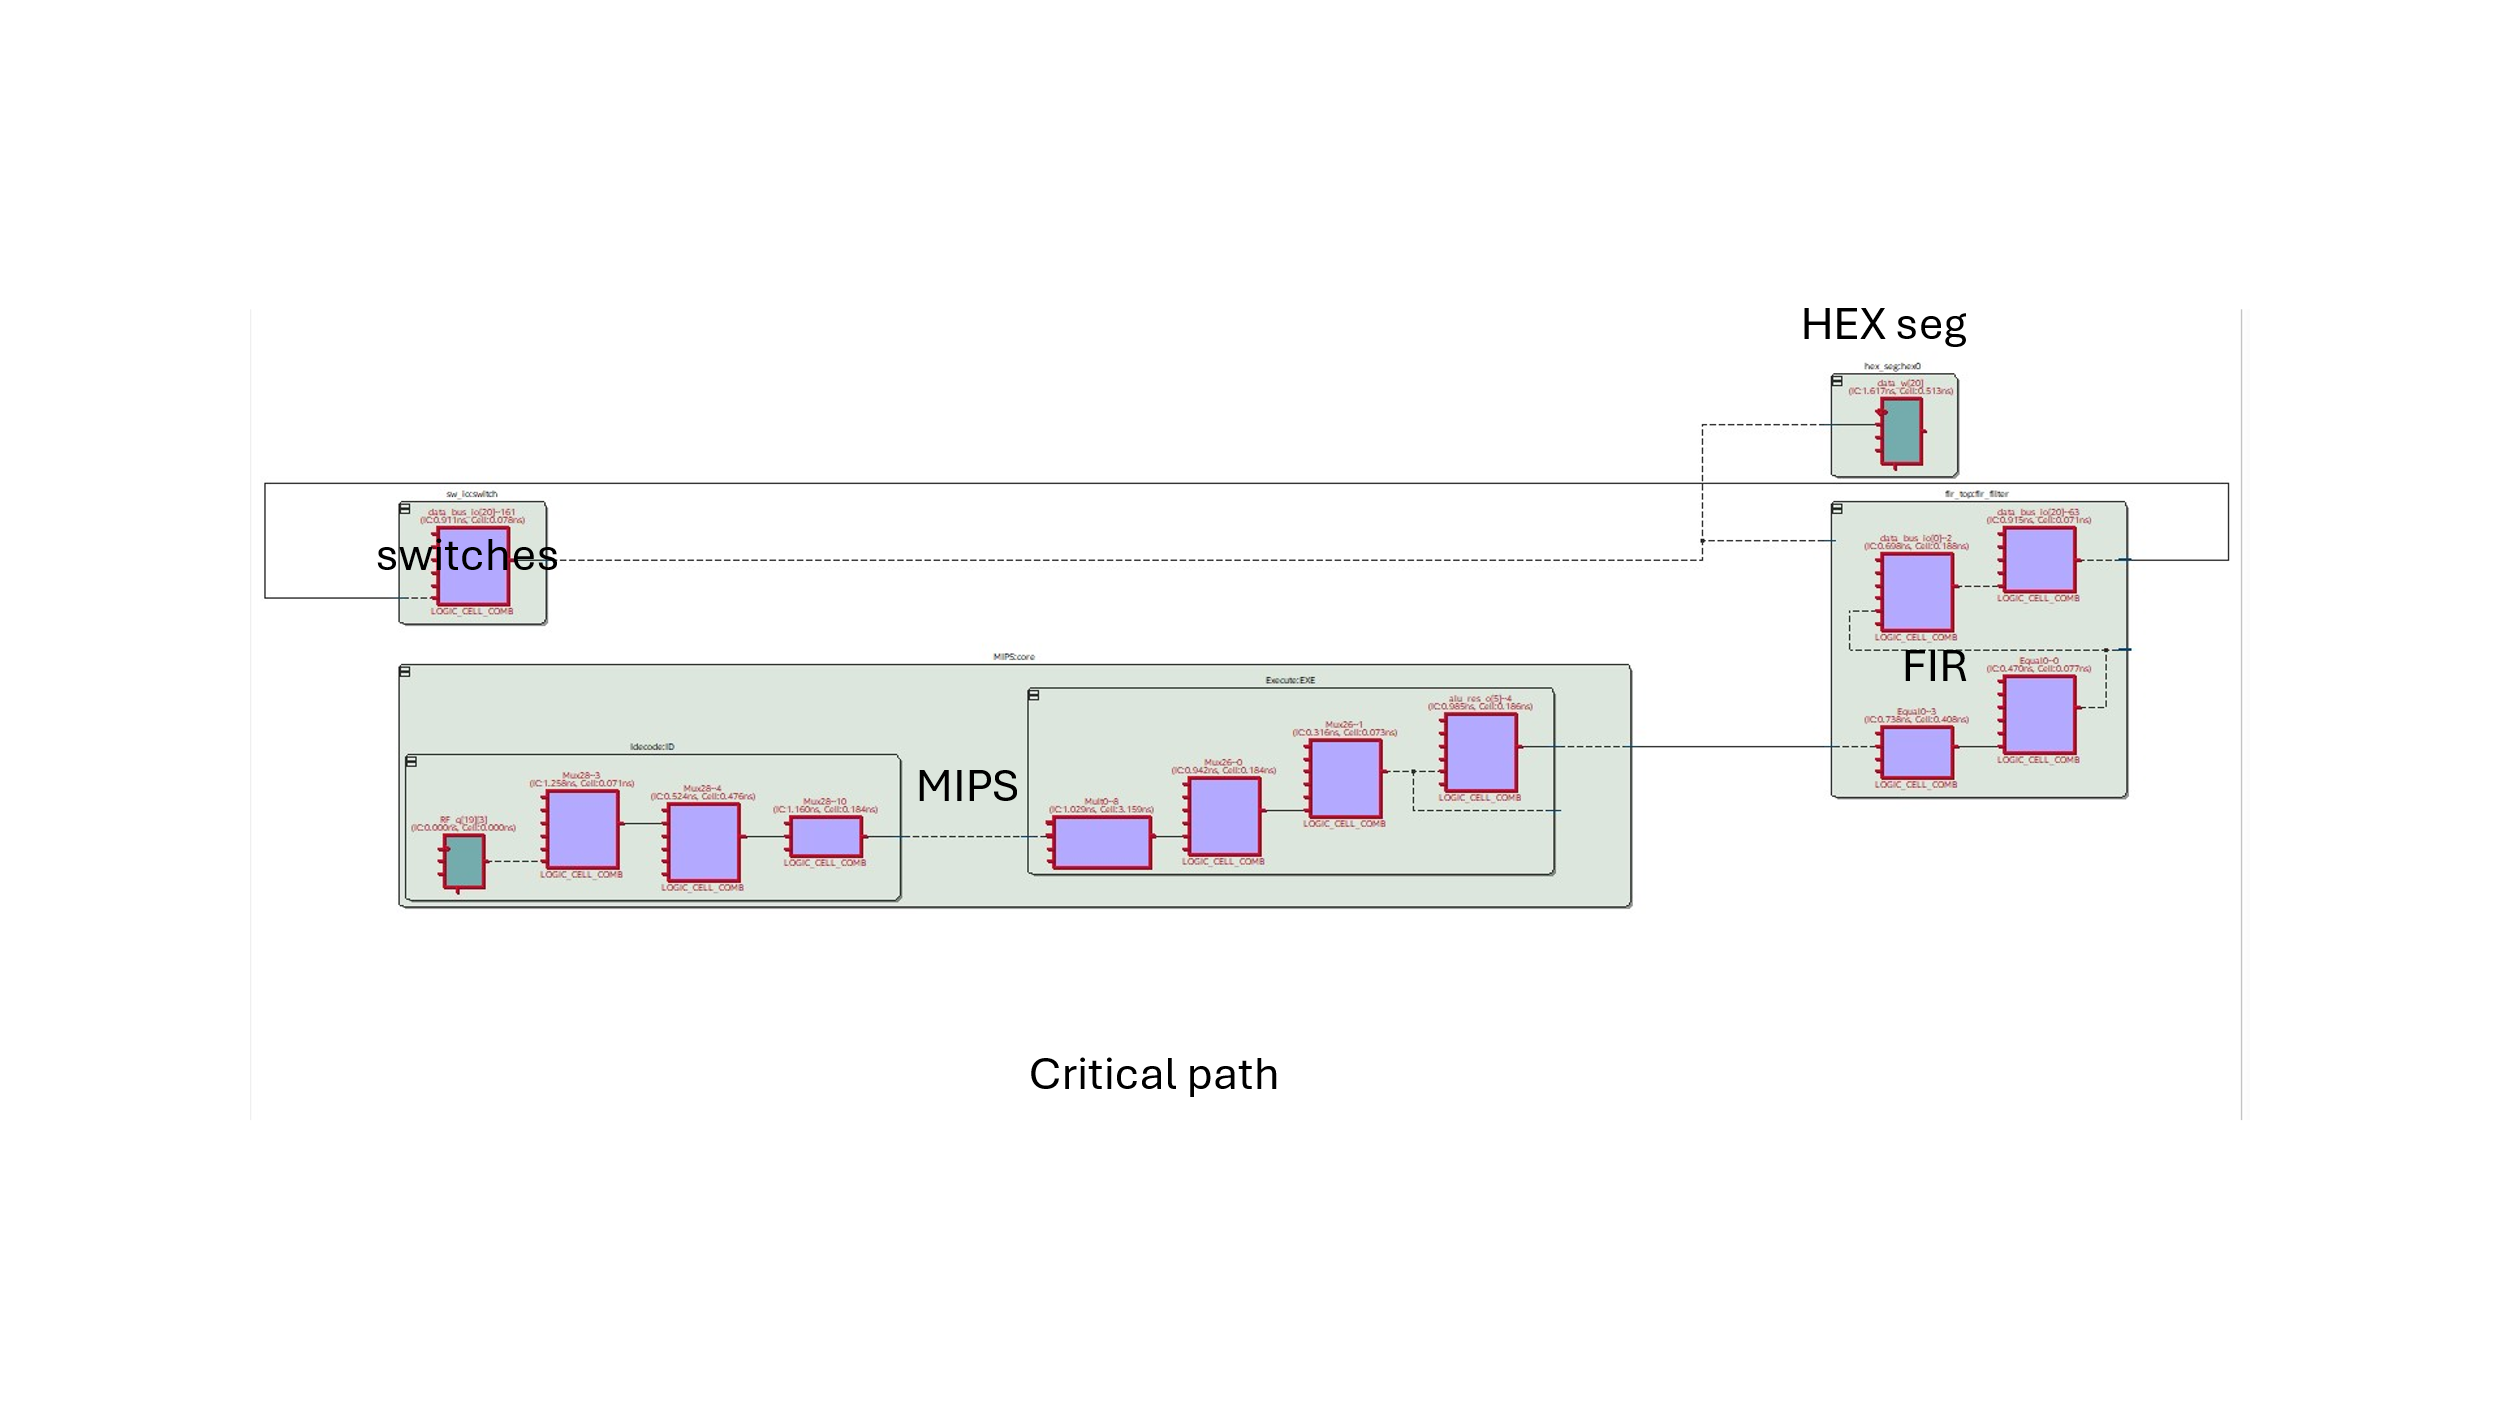 HEX seg
hex_seg:hex0
data_w[20]
(IC:1.617ns, Cell:0.513ns)
sw_ic:switch
data_bus_io[20]~161
(IC:0.911ns, Cell:0.078ns)
switches
LOGIC_CELL_COMB
fir_top:fir_filter
data_bus_io[20]~63
(IC:0.915ns, Cell:0.071ns)
LOGIC_CELL_COMB
data_bus_io[0]~2
(IC:0.698ns, Cell:0.188ns)
LOGIC_CELL_COMB
FIR
Equal0~0
(IC:0.470ns, Cell:0.077ns)
LOGIC_CELL_COMB
Equal0~3
(IC:0.738ns, Cell:0.408ns)
LOGIC_CELL_COMB
MIPS:core
Idecode:ID
RF_q[19][3]
(IC:0.000ns, Cell:0.000ns)
Mux28~3
(IC:1.258ns, Cell:0.071ns)
LOGIC_CELL_COMB
Mux28~4
(IC:0.524ns, Cell:0.476ns)
LOGIC_CELL_COMB
Mux28~10
(IC:1.160ns, Cell:0.184ns)
LOGIC_CELL_COMB
MIPS
Execute:EXE
Mult0~8
(IC:1.029ns, Cell:3.159ns)
Mux26~0
(IC:0.942ns, Cell:0.184ns)
LOGIC_CELL_COMB
Mux26~1
(IC:0.316ns, Cell:0.073ns)
LOGIC_CELL_COMB
alu_res_o[5]~4
(IC:0.985ns, Cell:0.186ns)
LOGIC_CELL_COMB
Critical path